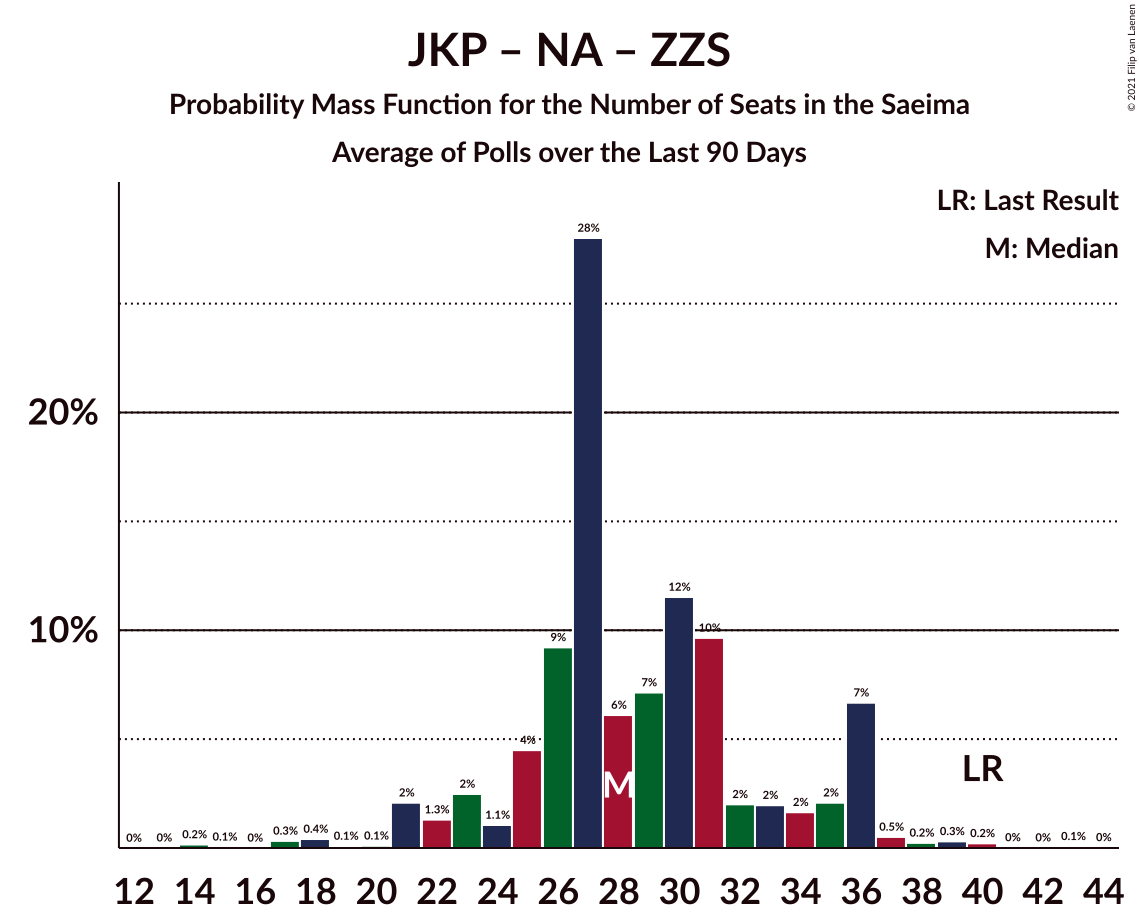 JKP – NA – ZZS
Probability Mass Function for the Number of Seats in the Saeima
Average of Polls over the Last 90 Days
© 2021 Filip van Laenen
LR: Last Result
M: Median
20%
10%
0% 0% 0.2% 0.1% 0% 0.3% 0.4% 0.1% 0.1% 2% 1.3% 2% 1.1% 4% 9% 28% 6% 7% 12% 10% 2% 2% 2% 2% 7% 0.5% 0.2% 0.3% 0.2% 0% 0% 0.1% 0%
M
LR
12 14 16 18 20 22 24 26 28 30 32 34 36 38 40 42 44